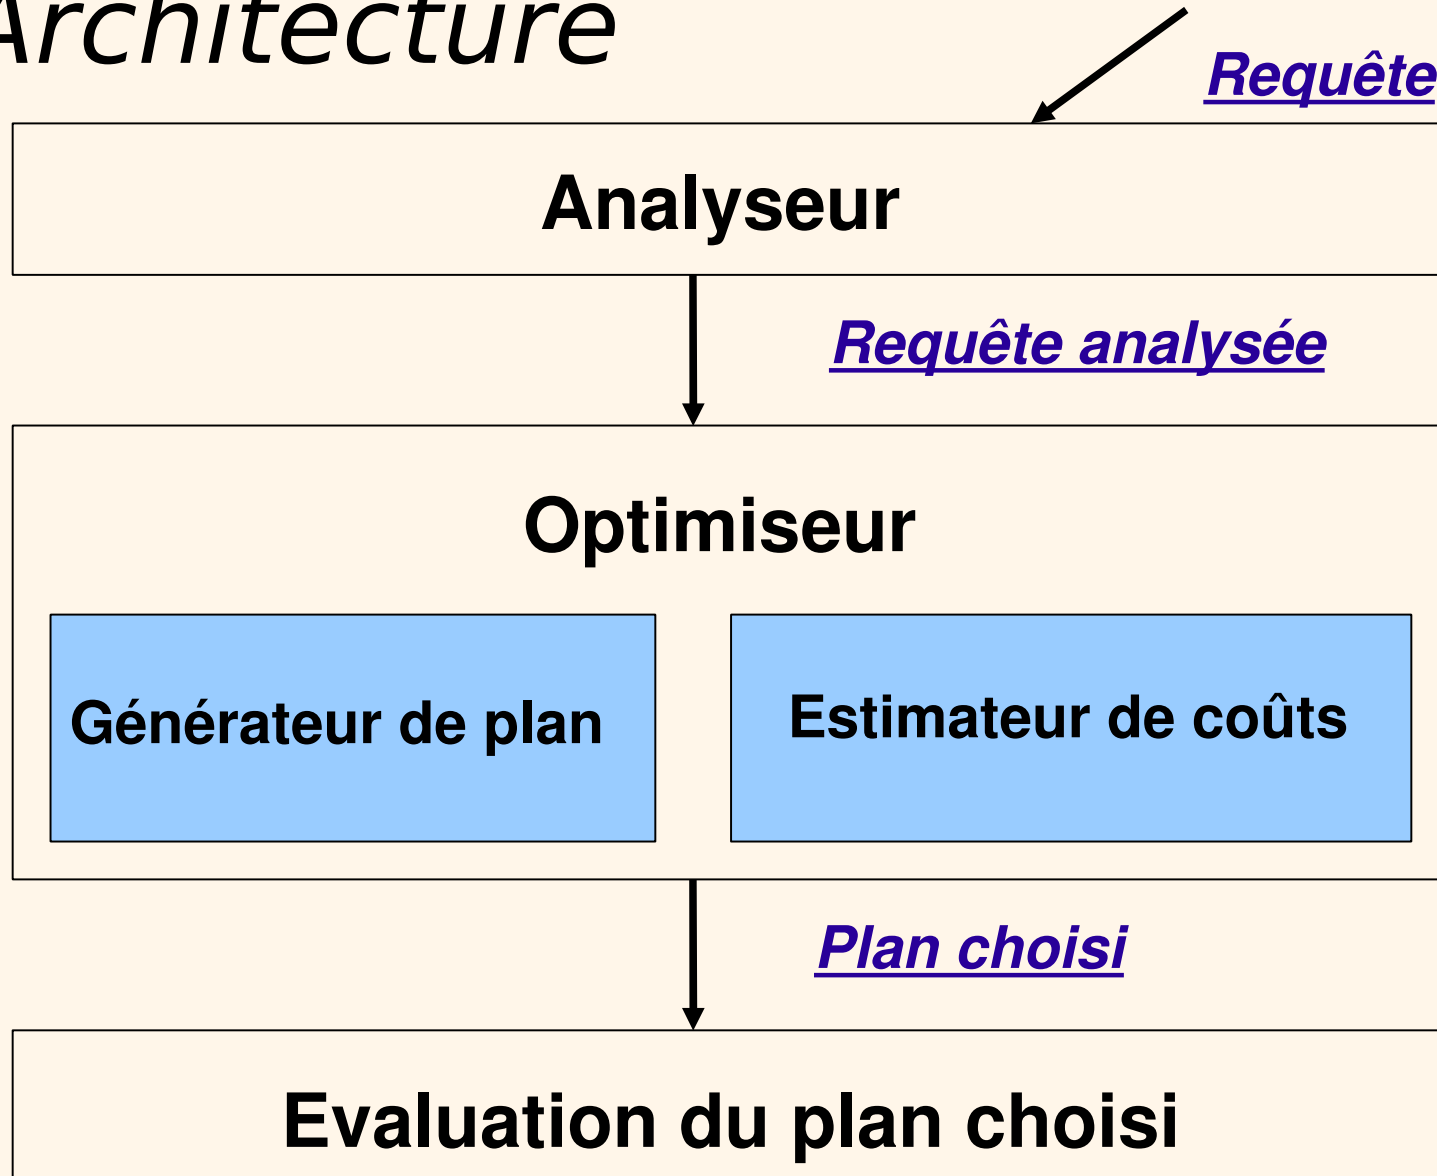 Architecture
Requête
Analyseur
Requête analysée
Optimiseur
Générateur de plan
Estimateur de coûts
Plan choisi
Evaluation du plan choisi